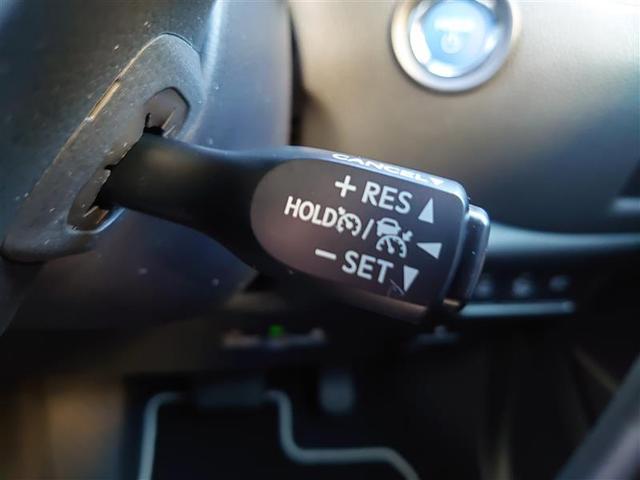 CANCEL
+ RES
HOLD /
- SET